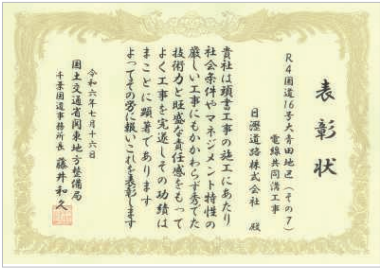 表彰状
R4国道16号大青田地区(その7)
電線共同溝工事
日瀝道路株式会社 殿
貴社は頭書工事の施工にあたり
社会条件やマネジメント特性の
厳しい工事にもかかわらず秀でた
技術力と旺盛な責任感をもって
よく工事を完遂しその功績は
まことに顕著であります
よってその労に報いこれを表彰します
令和六年七月十六日
国土交通省関東地方整備局
千葉国道事務所長 藤井和久